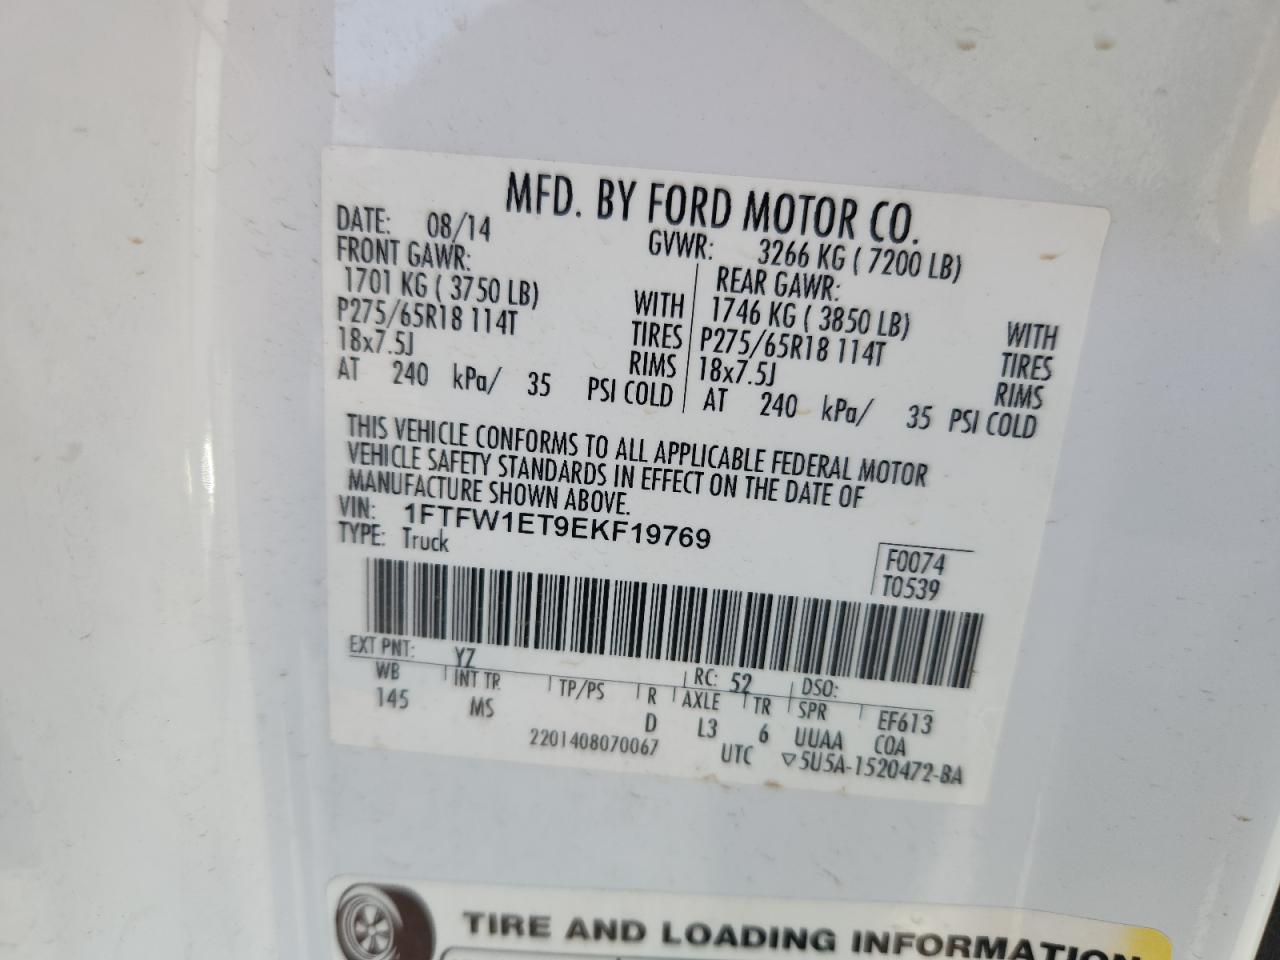 MFD. BY FORD MOTOR CO.
DATE: 08/14 GVWR: 3266 KG ( 7200 LB)
FRONT GAWR: REAR GAWR:
1701 KG ( 3750 LB) WITH 1746 KG ( 3850 LB) WITH
P275/65R18 114T TIRES P275/65R18 114T TIRES
18x7.5J RIMS 18x7.5J RIMS
AT 240 kPa/ 35 PSI COLD AT 240 kPa/ 35 PSI COLD
THIS VEHICLE CONFORMS TO ALL APPLICABLE FEDERAL MOTOR
VEHICLE SAFETY STANDARDS IN EFFECT ON THE DATE OF
MANUFACTURE SHOWN ABOVE.
VIN: 1FTFW1ET9EKF19769
TYPE: Truck
F0074
T0539
EXT PNT: YZ RC: 52 DSO:
WB INT TR TP/PS R AXLE TR SPR EF613
145 MS D L3 6 UUAA COA
2201408070067 UTC ▽5U5A-1520472-BA
TIRE AND LOADING INFORMATION